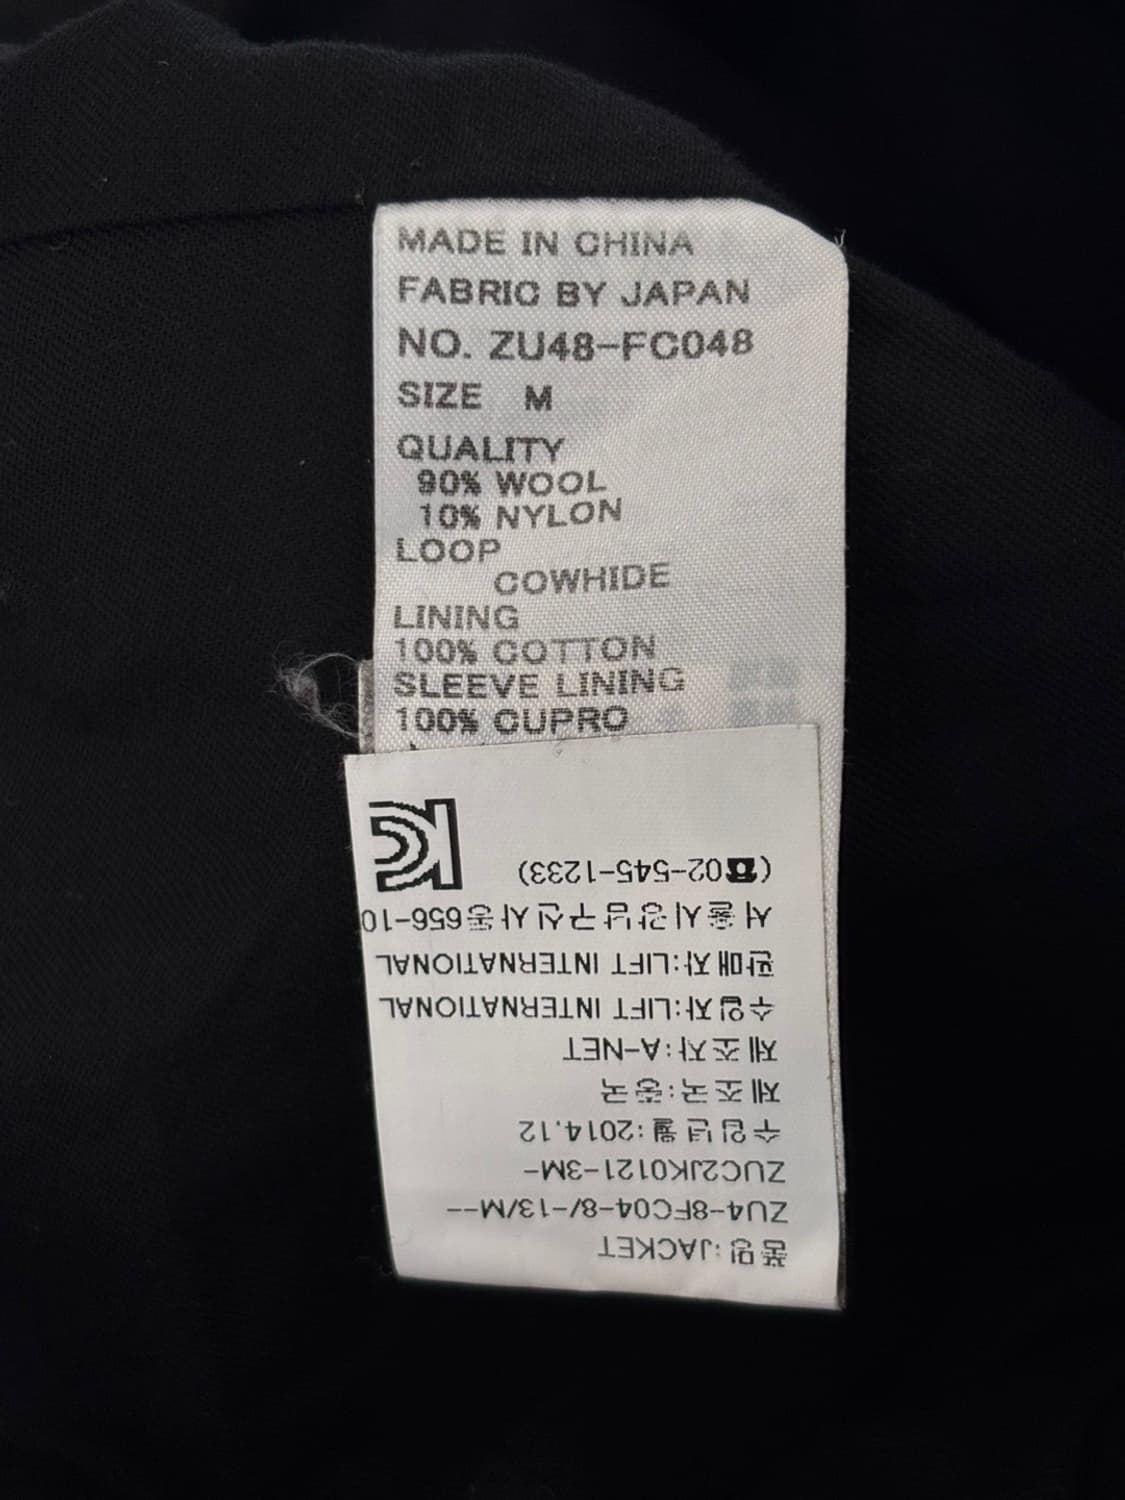 MADE IN CHINA
FABRIC BY JAPAN
NO. ZU48-FC048
SIZE M
QUALITY
90% WOOL
10% NYLON
LOOP
COWHIDE
LINING
100% COTTON
SLEEVE LINING
100% CUPRO
품명:JACKET
ZU4-8FC04-8/-13/M--
ZUC2JK0121-3M-
수입년월:2014.12
제조국:중국
제조자:A-NET
수입자:LIFT INTERNATIONAL
판매자:LIFT INTERNATIONAL
서울시강남구신사동656-10
(☎02-545-1233)
KC